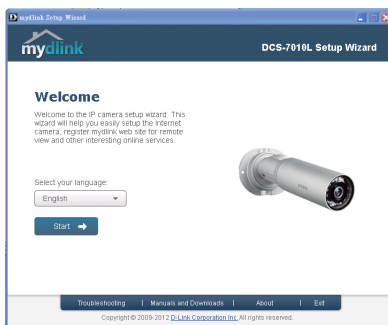 mydlink Setup Wizard
mydlink
DCS-7010L Setup Wizard
Welcome
Welcome to the IP camera setup wizard. This
wizard will help you easily setup the Internet
camera, register mydlink web site for remote
view and other interesting online services.
Select your language:
English
Start
Troubleshooting | Manuals and Downloads | About | Exit
Copyright © 2009-2012 D-Link Corporation Inc. All rights reserved.